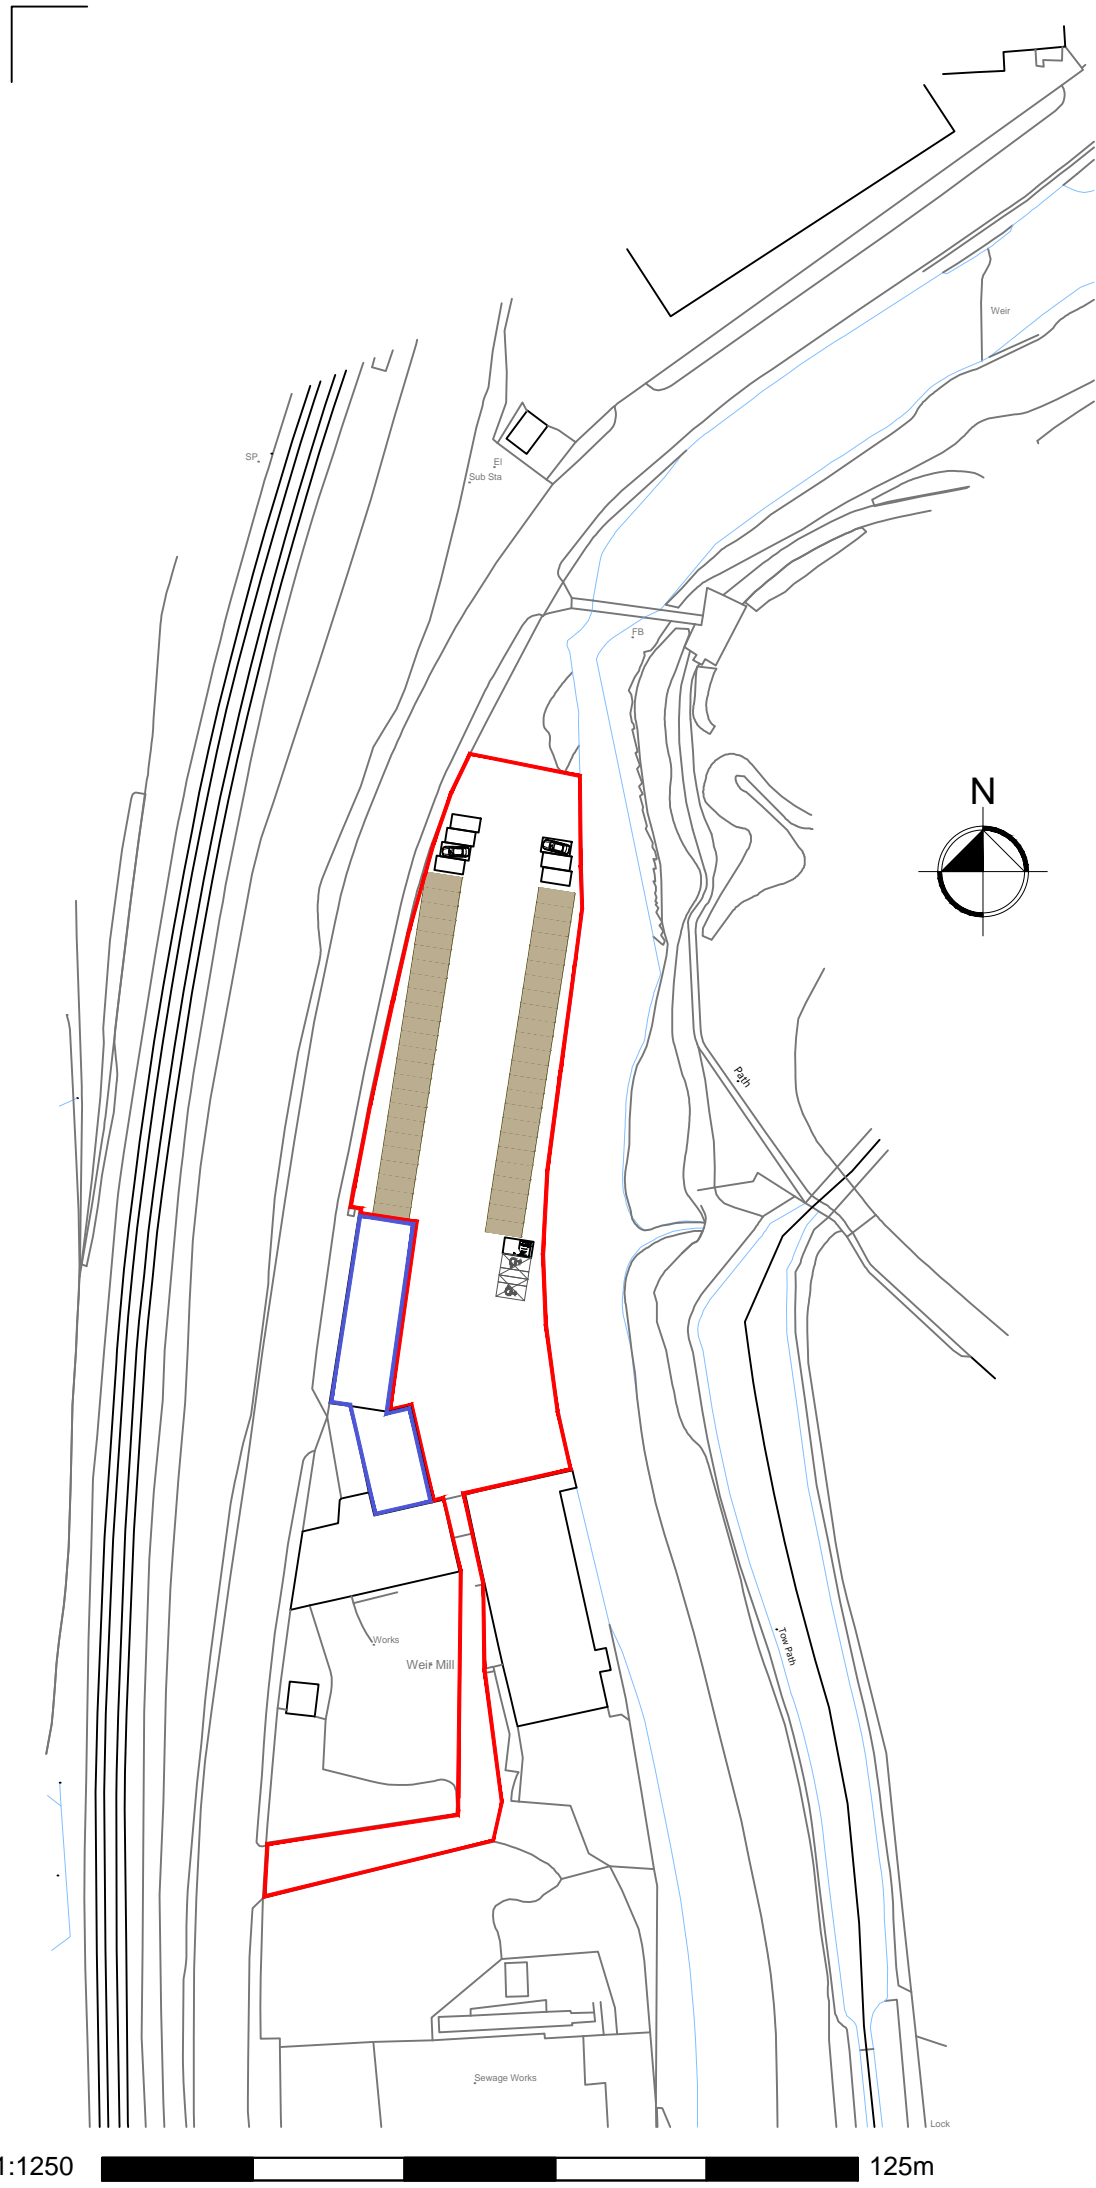 Weir
SP
El
Sub Sta
FB
N
Path
Works
Weir Mill
Tow Path
Sewage Works
Lock
1:1250
125m